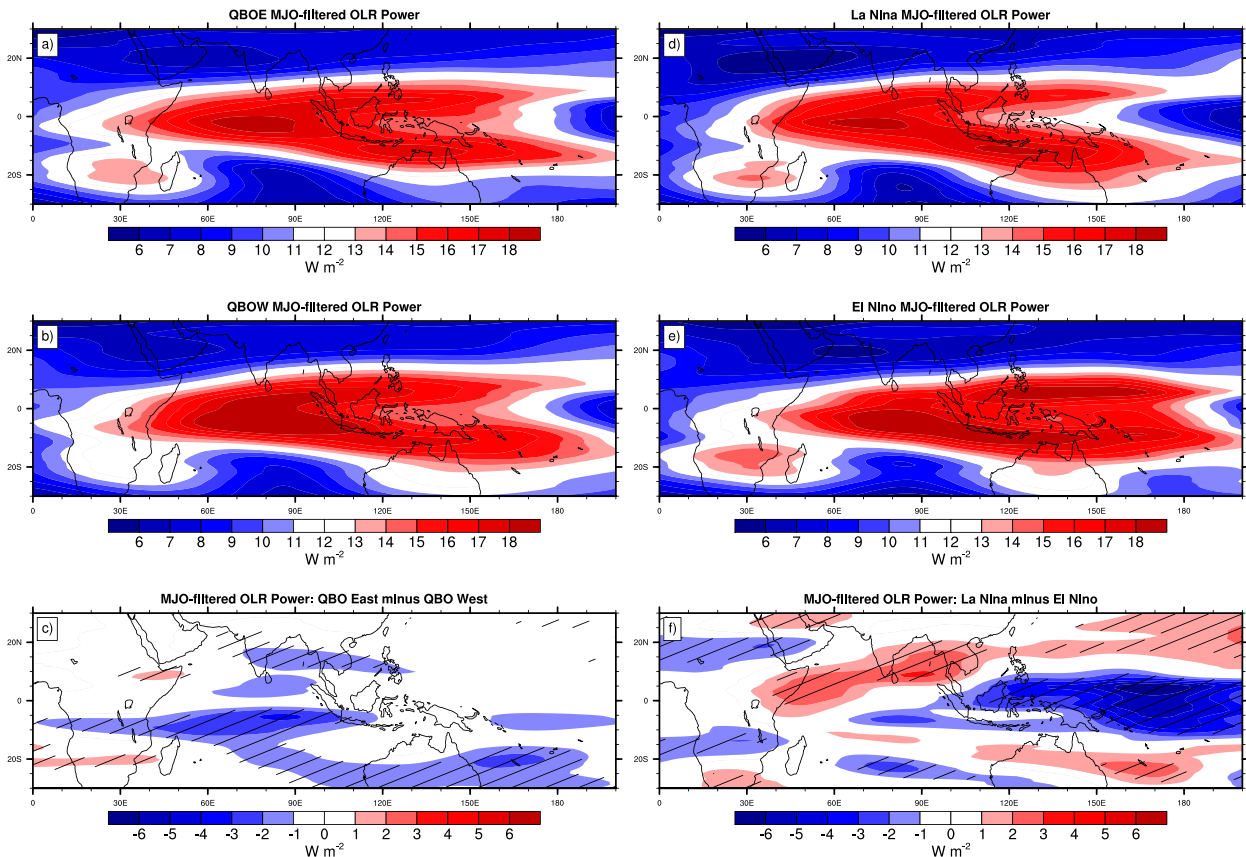 QBOE MJO-filtered OLR Power
a)
20N
0
20S
0 30E 60E 90E 120E 150E 180
6 7 8 9 10 11 12 13 14 15 16 17 18
W m-2
QBOW MJO-filtered OLR Power
b)
20N
0
20S
0 30E 60E 90E 120E 150E 180
6 7 8 9 10 11 12 13 14 15 16 17 18
W m-2
MJO-filtered OLR Power: QBO East minus QBO West
c)
20N
0
20S
0 30E 60E 90E 120E 150E 180
-6 -5 -4 -3 -2 -1 0 1 2 3 4 5 6
W m-2
La Nina MJO-filtered OLR Power
d)
20N
0
20S
0 30E 60E 90E 120E 150E 180
6 7 8 9 10 11 12 13 14 15 16 17 18
W m-2
El Nino MJO-filtered OLR Power
e)
20N
0
20S
0 30E 60E 90E 120E 150E 180
6 7 8 9 10 11 12 13 14 15 16 17 18
W m-2
MJO-filtered OLR Power: La Nina minus El Nino
f)
20N
0
20S
0 30E 60E 90E 120E 150E 180
-6 -5 -4 -3 -2 -1 0 1 2 3 4 5 6
W m-2